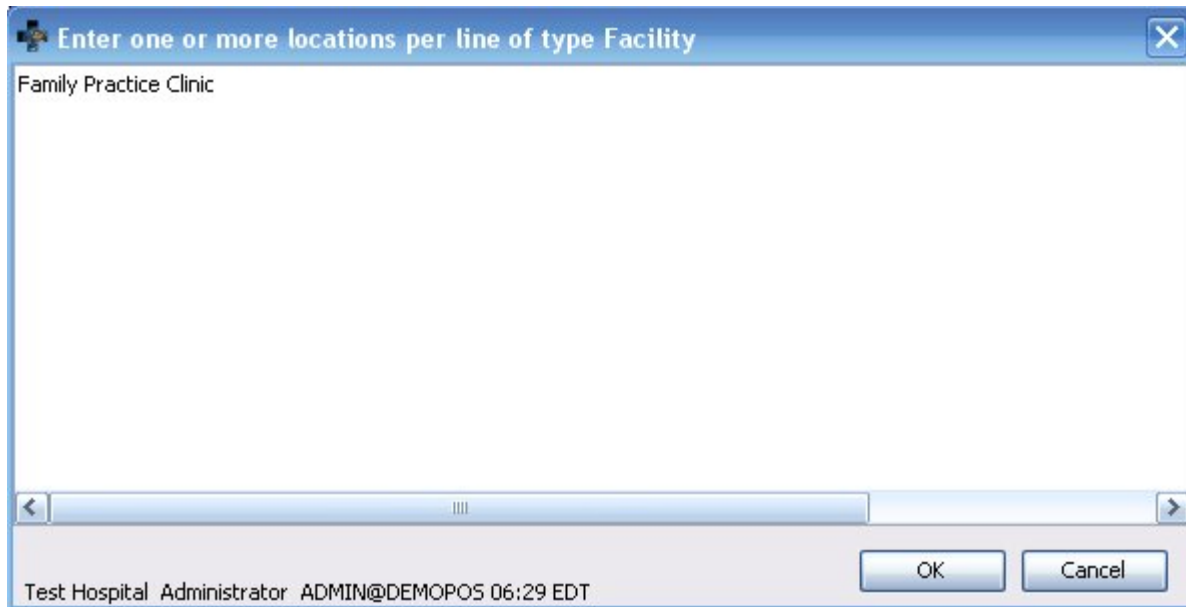 Enter one or more locations per line of type Facility
Family Practice Clinic
OK
Cancel
Test Hospital Administrator ADMIN@DEMOPOS 06:29 EDT